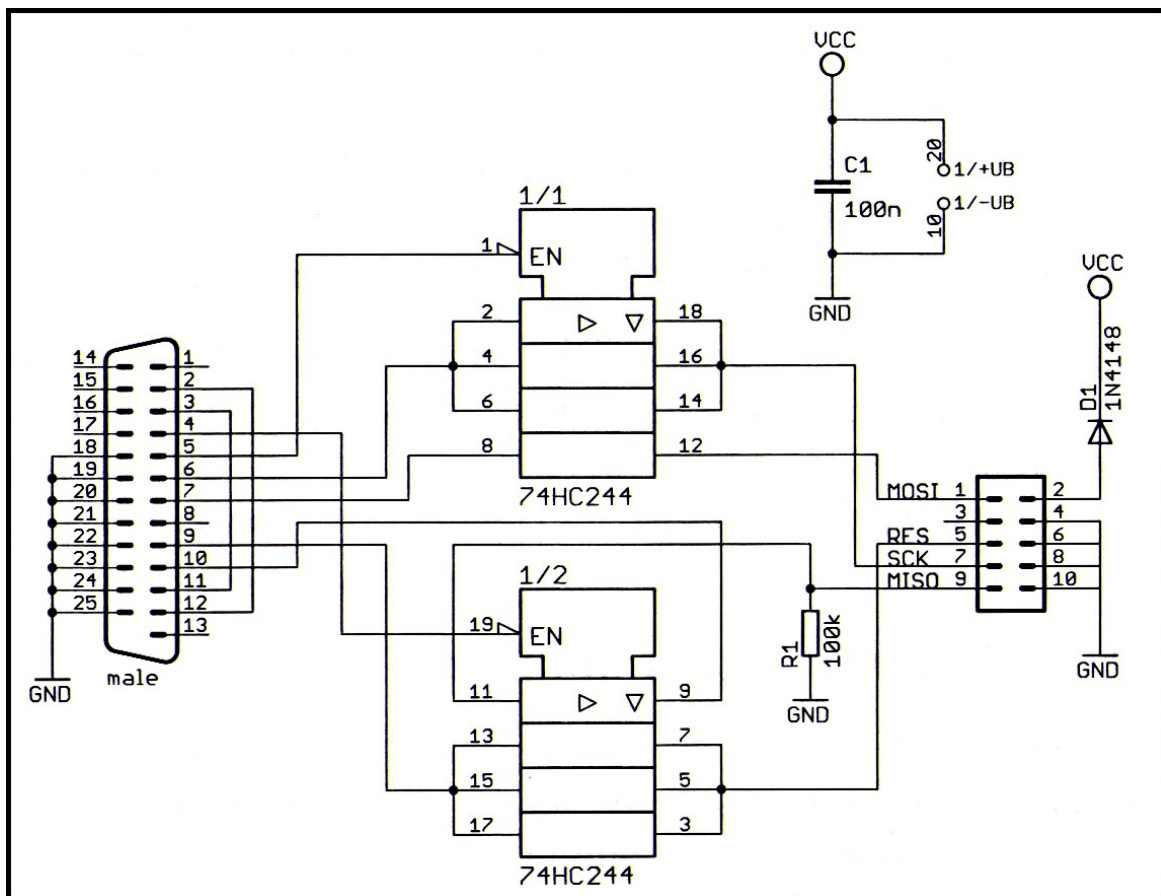 VCC
C1
100n
20
1/+UB
10
1/-UB
GND
1/1
1
EN
2
4
6
8
18
16
14
12
74HC244
VCC
D1
1N4148
14
15
16
17
18
19
20
21
22
23
24
25
1
2
3
4
5
6
7
8
9
10
11
12
13
male
GND
MOSI
RES
SCK
MISO
1
3
5
7
9
2
4
6
8
10
GND
1/2
19
EN
11
13
15
17
9
7
5
3
74HC244
R1
100k
GND